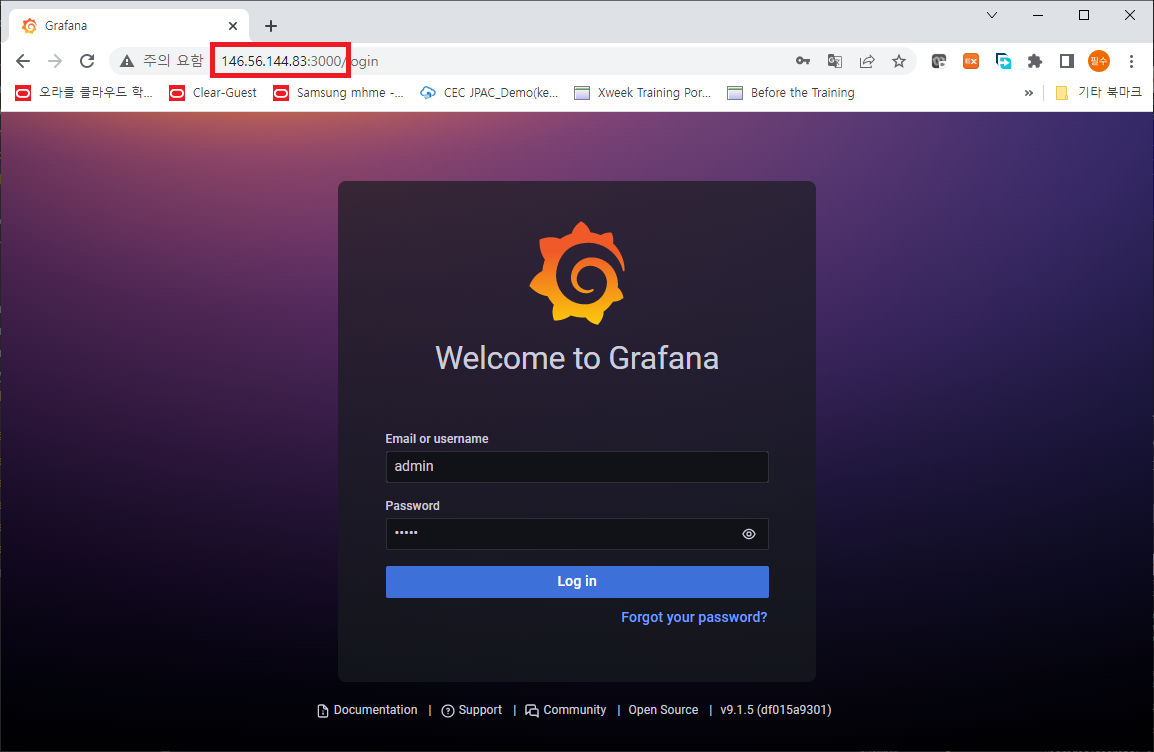 Grafana
주의 요함 146.56.144.83:3000/login
필수
오라클 클라우드 학... Clear-Guest Samsung mhme -... CEC JPAC_Demo(ke... Xweek Training Por... Before the Training » 기타 북마크
Welcome to Grafana
Email or username
admin
Password
•••••
Log in
Forgot your password?
Documentation | Support | Community | Open Source | v9.1.5 (df015a9301)